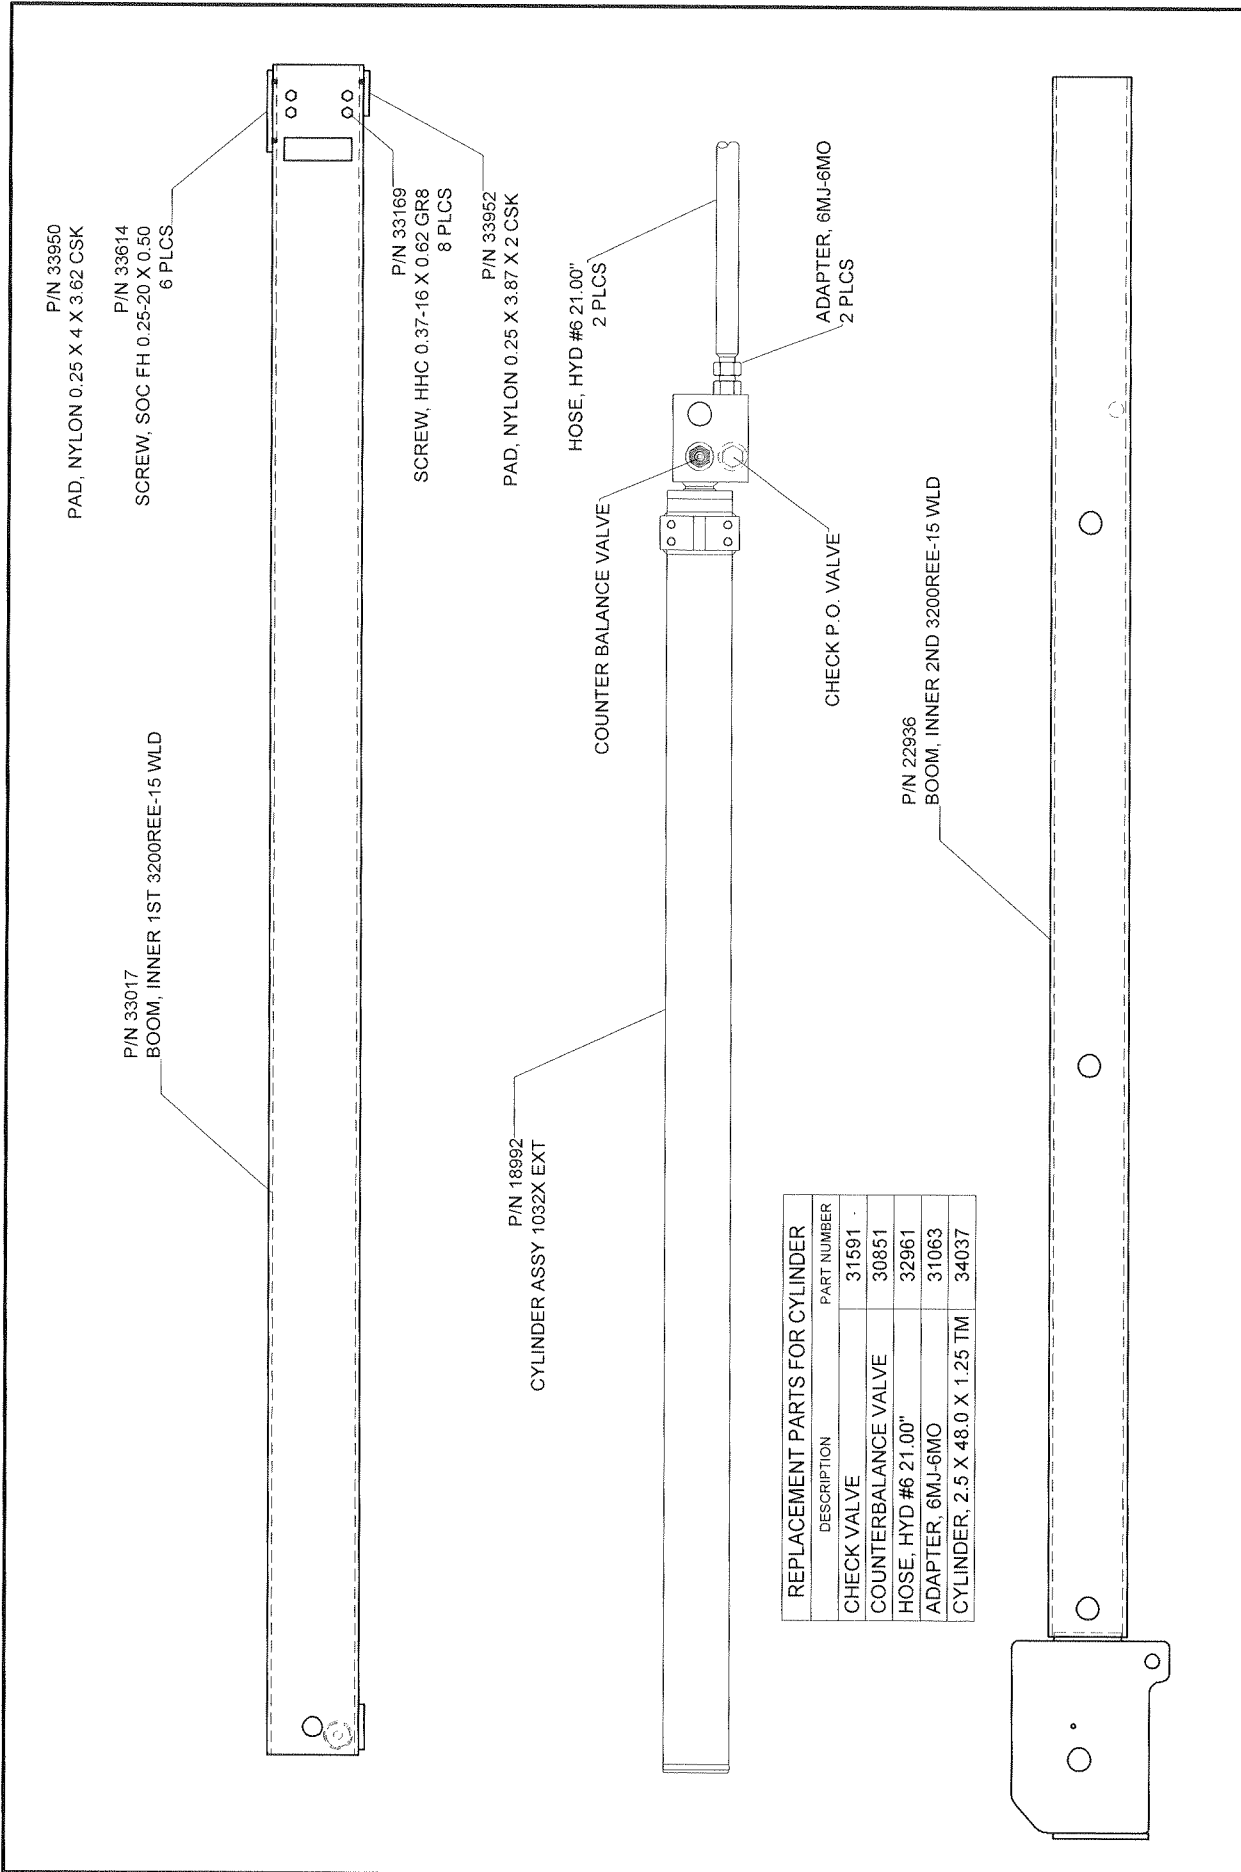 P/N 33950
PAD, NYLON 0.25 X 4 X 3.62 CSK
P/N 33614
SCREW, SOC FH 0.25-20 X 0.50
6 PLCS
P/N 33169
SCREW, HHC 0.37-16 X 0.62 GR8
8 PLCS
P/N 33952
PAD, NYLON 0.25 X 3.87 X 2 CSK
P/N 33017
BOOM, INNER 1ST 3200REE-15 WLD
HOSE, HYD #6 21.00"
2 PLCS
ADAPTER, 6MJ-6MO
2 PLCS
COUNTER BALANCE VALVE
CHECK P.O. VALVE
P/N 18992
CYLINDER ASSY 1032X EXT
P/N 22936
BOOM, INNER 2ND 3200REE-15 WLD
REPLACEMENT PARTS FOR CYLINDER
DESCRIPTION PART NUMBER
CHECK VALVE 31591
COUNTERBALANCE VALVE 30851
HOSE, HYD #6 21.00" 32961
ADAPTER, 6MJ-6MO 31063
CYLINDER, 2.5 X 48.0 X 1.25 TM 34037